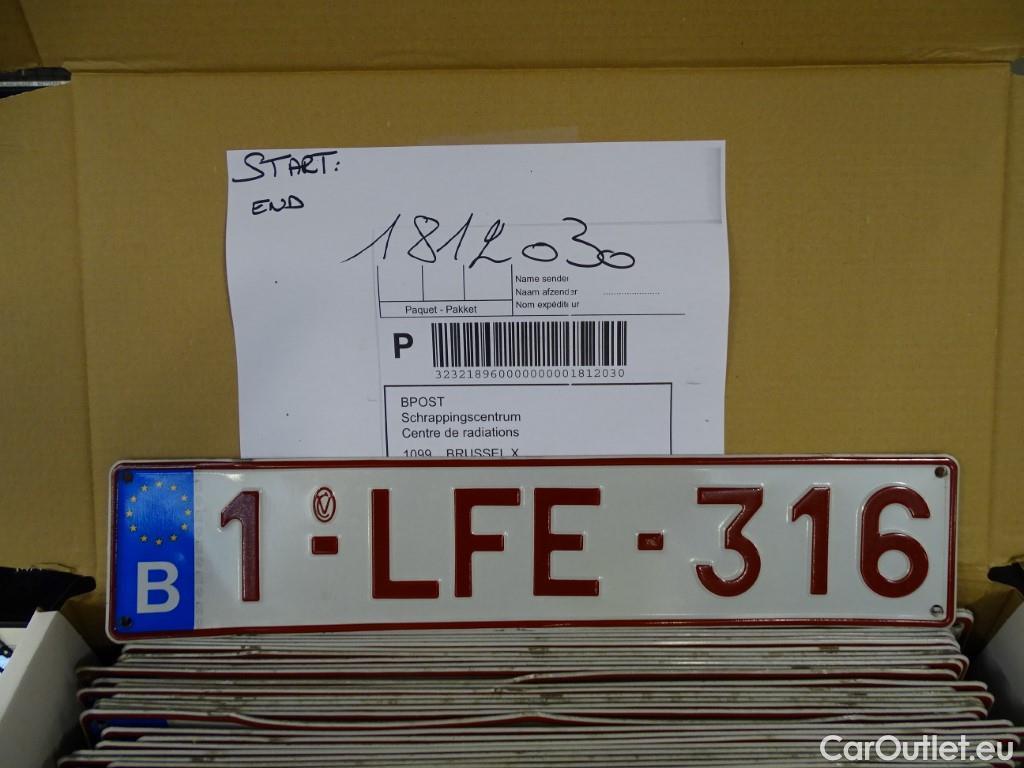 START:
END
1812030
Name sender
Naam afzender ......................
Nom expéditeur
Paquet - Pakket
P
323218960000000001812030
BPOST
Schrappingscentrum
Centre de radiations
1099 BRUSSEL X
B 1-LFE-316
CarOutlet.eu